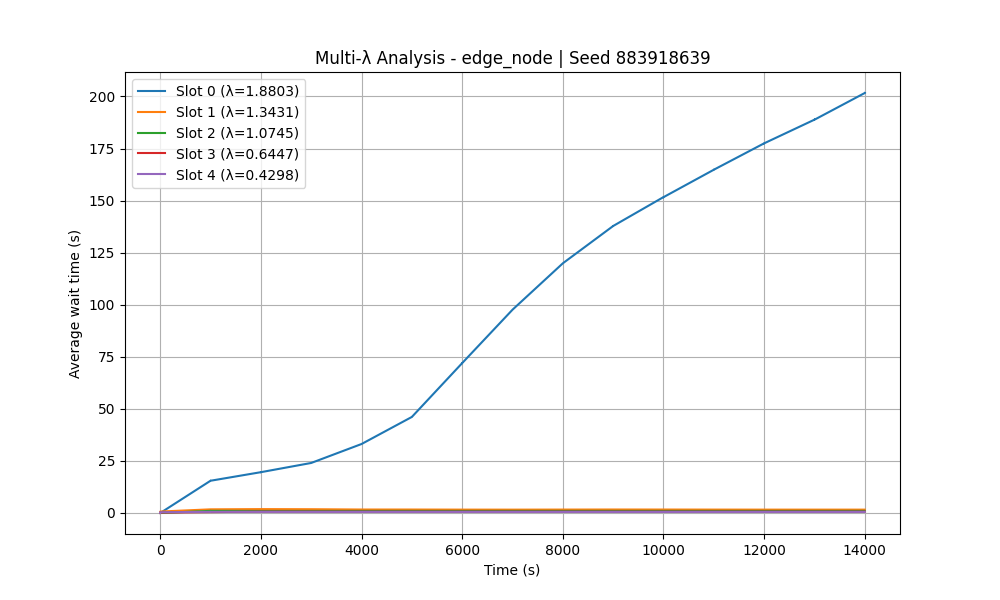 Multi-λ Analysis - edge_node | Seed 883918639
Slot 0 (λ=1.8803)
Slot 1 (λ=1.3431)
Slot 2 (λ=1.0745)
Slot 3 (λ=0.6447)
Slot 4 (λ=0.4298)
Average wait time (s)
200
175
150
125
100
75
50
25
0
0 2000 4000 6000 8000 10000 12000 14000
Time (s)